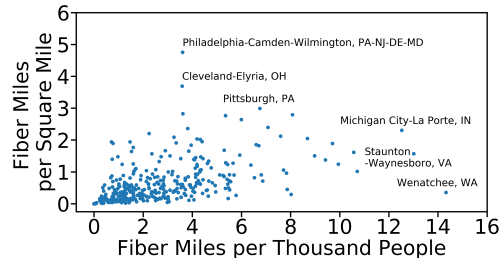 Fiber Miles
per Square Mile
6
5
4
3
2
1
0
Philadelphia-Camden-Wilmington, PA-NJ-DE-MD
Cleveland-Elyria, OH
Pittsburgh, PA
Michigan City-La Porte, IN
Staunton
-Waynesboro, VA
Wenatchee, WA
0 2 4 6 8 10 12 14 16
Fiber Miles per Thousand People